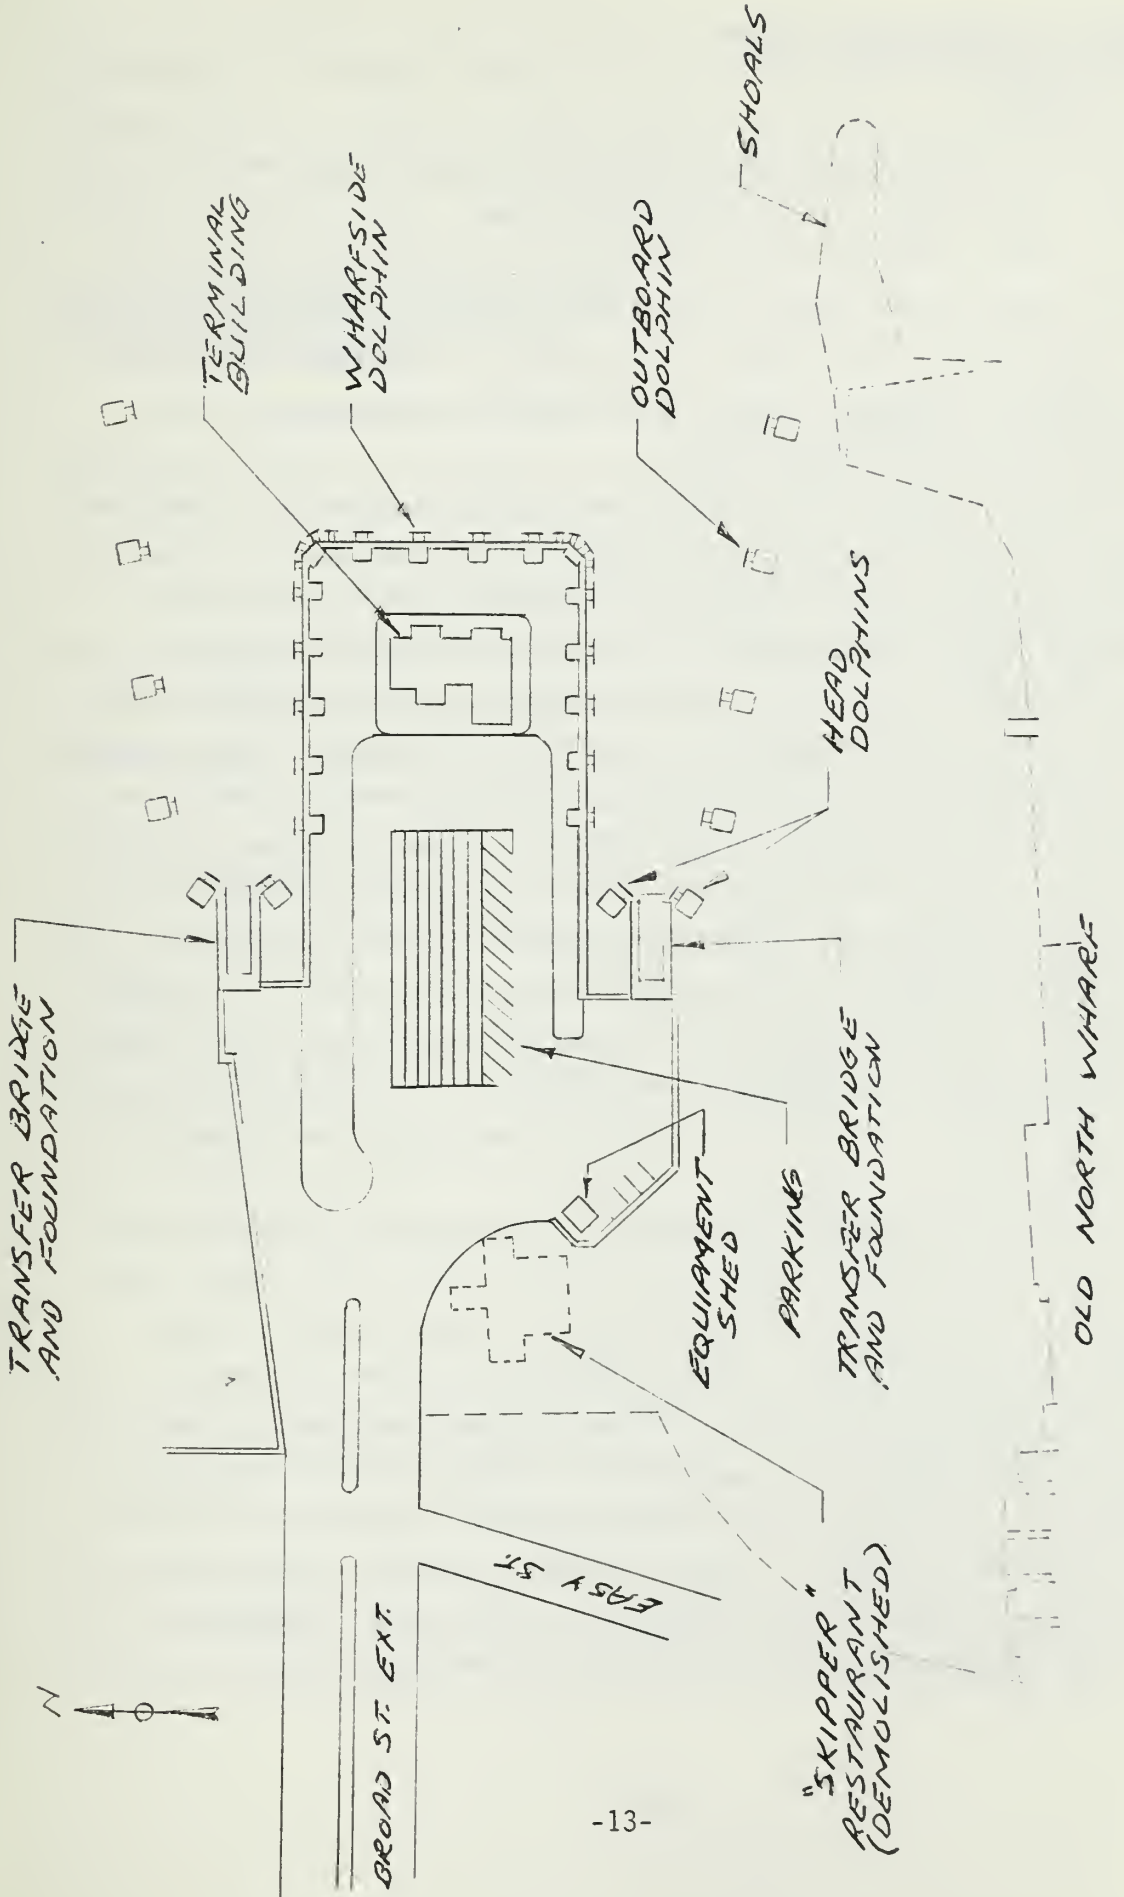 N
TRANSFER BRIDGE
AND FOUNDATION
TERMINAL
BUILDING
WHARFSIDE
DOLPHIN
BROAD ST. EXT.
EASY ST.
OUTBOARD
DOLPHIN
SHOALS
EQUIPMENT
SHED
PARKING
HEAD
DOLPHINS
TRANSFER BRIDGE
AND FOUNDATION
"SKIPPER"
RESTAURANT
(DEMOLISHED)
OLD NORTH WHARF
-13-